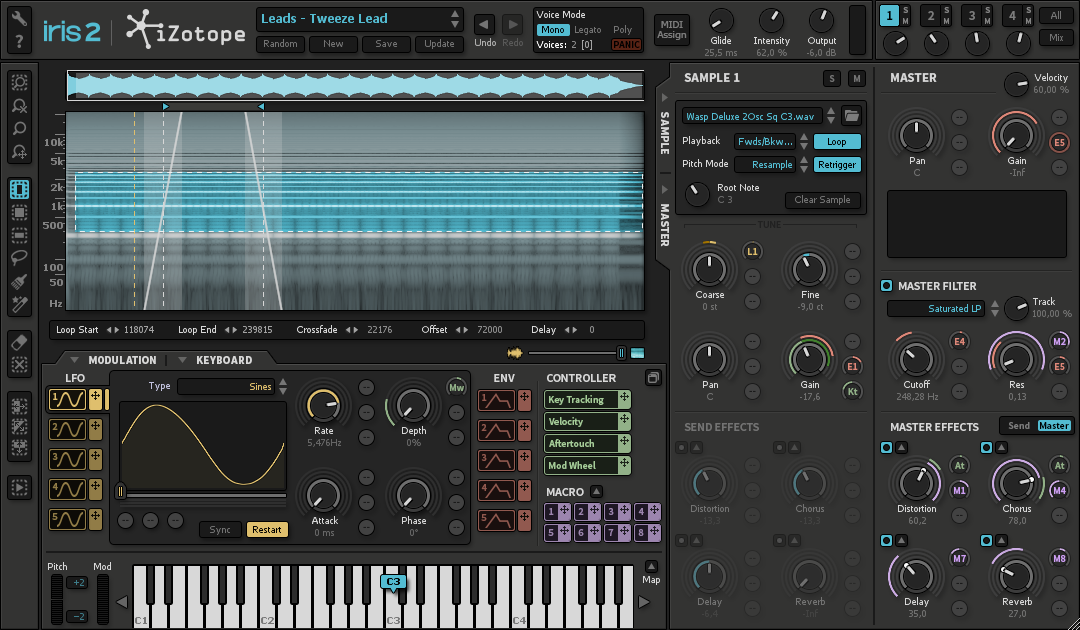 iris 2
iZotope
Leads - Tweeze Lead
Random
New
Save
Update
Undo
Redo
Voice Mode
Mono
Legato
Poly
Voices: 2 [0]
PANIC
MIDI
Assign
Glide
25,5 ms
Intensity
62,0 %
Output
-6,0 dB
1
S
M
2
S
M
3
S
M
4
S
M
All
Mix
?
10k
5k
2k
1k
500
100
50
Hz
Loop Start
118074
Loop End
239815
Crossfade
22176
Offset
72000
Delay
0
SAMPLE
MASTER
SAMPLE 1
S
M
Wasp Deluxe 2Osc Sq C3.wav
Playback
Fwds/Bkw...
Loop
Pitch Mode
Resample
Retrigger
Root Note
C 3
Clear Sample
TUNE
L1
Coarse
0 st
Fine
-9,0 ct
Pan
C
Gain
-17,6
E1
Kt
SEND EFFECTS
Distortion
-13,3
Chorus
-13,3
Delay
-6,4
Reverb
-Inf
MASTER
Velocity
60,00 %
Pan
C
Gain
-Inf
E5
MASTER FILTER
Saturated LP
Track
100,00 %
Cutoff
248,28 Hz
E4
Res
0,13
M2
E5
MASTER EFFECTS
Send
Master
Distortion
60,2
At
M1
Chorus
78,0
At
M4
Delay
35,0
M7
Reverb
27,0
M8
MODULATION
KEYBOARD
LFO
1
2
3
4
5
Type
Sines
Sync
Restart
Rate
5,476Hz
Depth
0%
Mw
Attack
0 ms
Phase
0°
ENV
1
2
3
4
5
CONTROLLER
Key Tracking
Velocity
Aftertouch
Mod Wheel
MACRO
1
2
3
4
5
6
7
8
Pitch
Mod
+2
-2
C1
C2
C3
C3
C4
Map